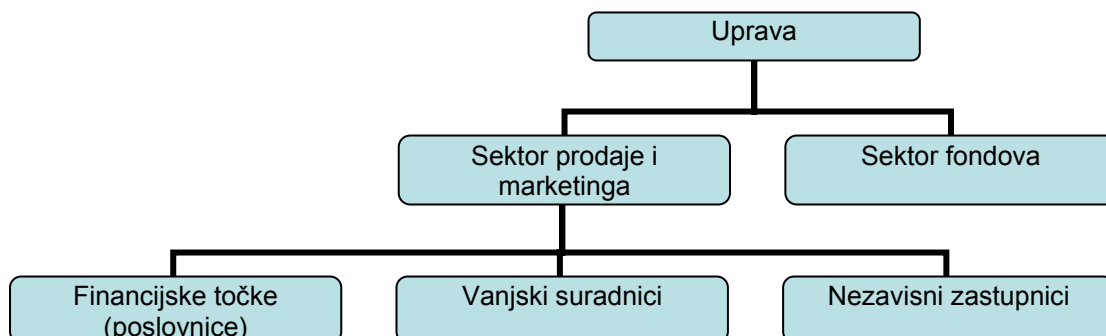 Uprava
Sektor prodaje i
marketinga
Sektor fondova
Financijske točke
(poslovnice)
Vanjski suradnici
Nezavisni zastupnici